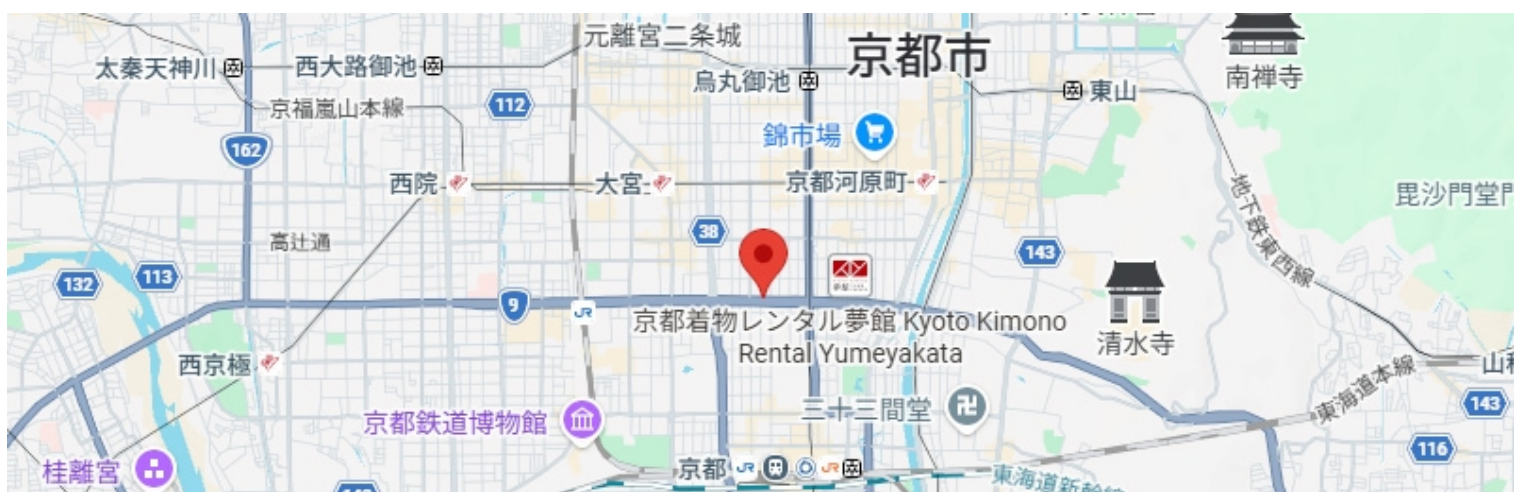 元離宮二条城
京都市
太秦天神川
西大路御池
烏丸御池
東山
南禅寺
京福嵐山本線
112
錦市場
162
西院
大宮
京都河原町
地下鉄東西線
毘沙門堂門
高辻通
38
143
132
113
9
JR
京都着物レンタル夢館 Kyoto Kimono
Rental Yumeyakata
清水寺
西京極
東海道本線
京都鉄道博物館
三十三間堂
143
116
桂離宮
京都
JR
JR
東海道新幹線